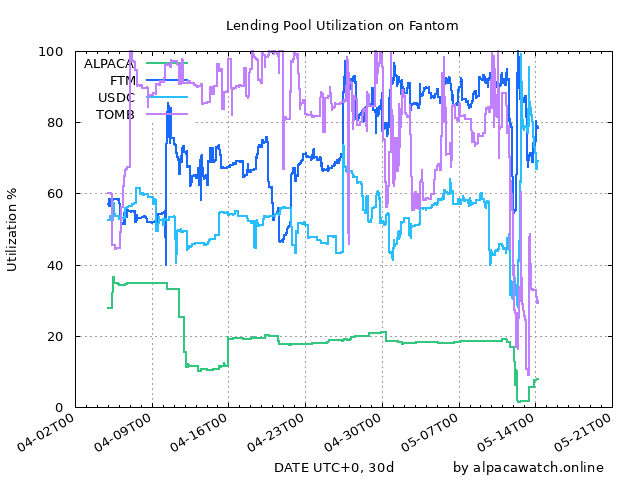 Lending Pool Utilization on Fantom
100
80
60
40
20
0
Utilization %
ALPACA
FTM
USDC
TOMB
04-02T00
04-09T00
04-16T00
04-23T00
04-30T00
05-07T00
05-14T00
05-21T00
DATE UTC+0, 30d
by alpacawatch.online